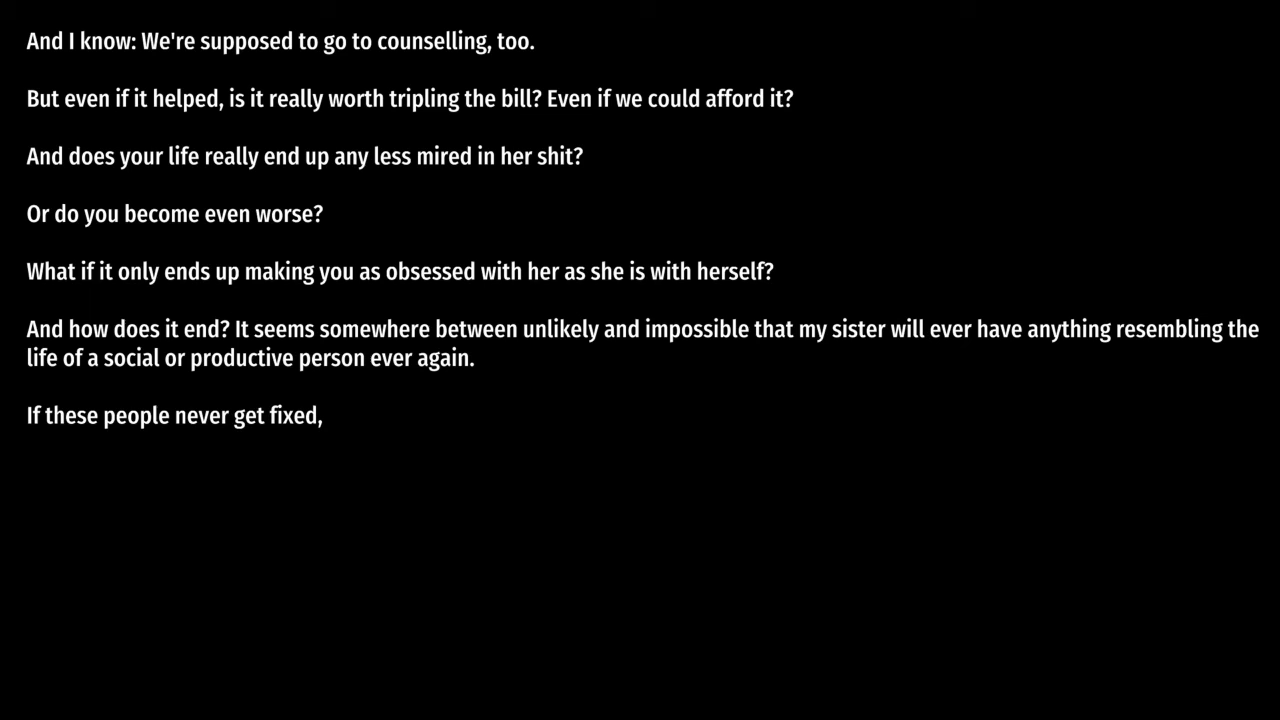 And I know: We're supposed to go to counselling, too.
But even if it helped, is it really worth tripling the bill? Even if we could afford it?
And does your life really end up any less mired in her shit?
Or do you become even worse?
What if it only ends up making you as obsessed with her as she is with herself?
And how does it end? It seems somewhere between unlikely and impossible that my sister will ever have anything resembling the
life of a social or productive person ever again.
If these people never get fixed,